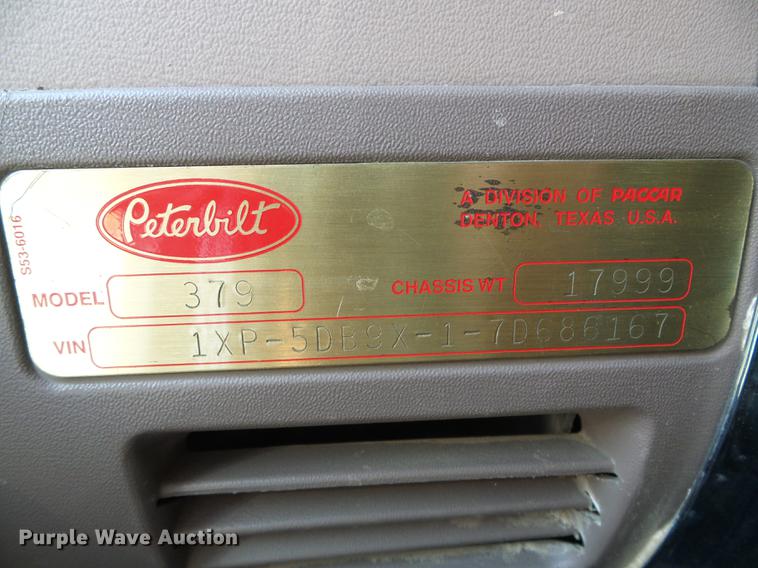 S53-6016
Peterbilt
A DIVISION OF PACCAR
DENTON, TEXAS U.S.A.
MODEL 379 CHASSIS WT 17999
VIN 1XP-5DB9X-1-7D686167
Purple Wave Auction